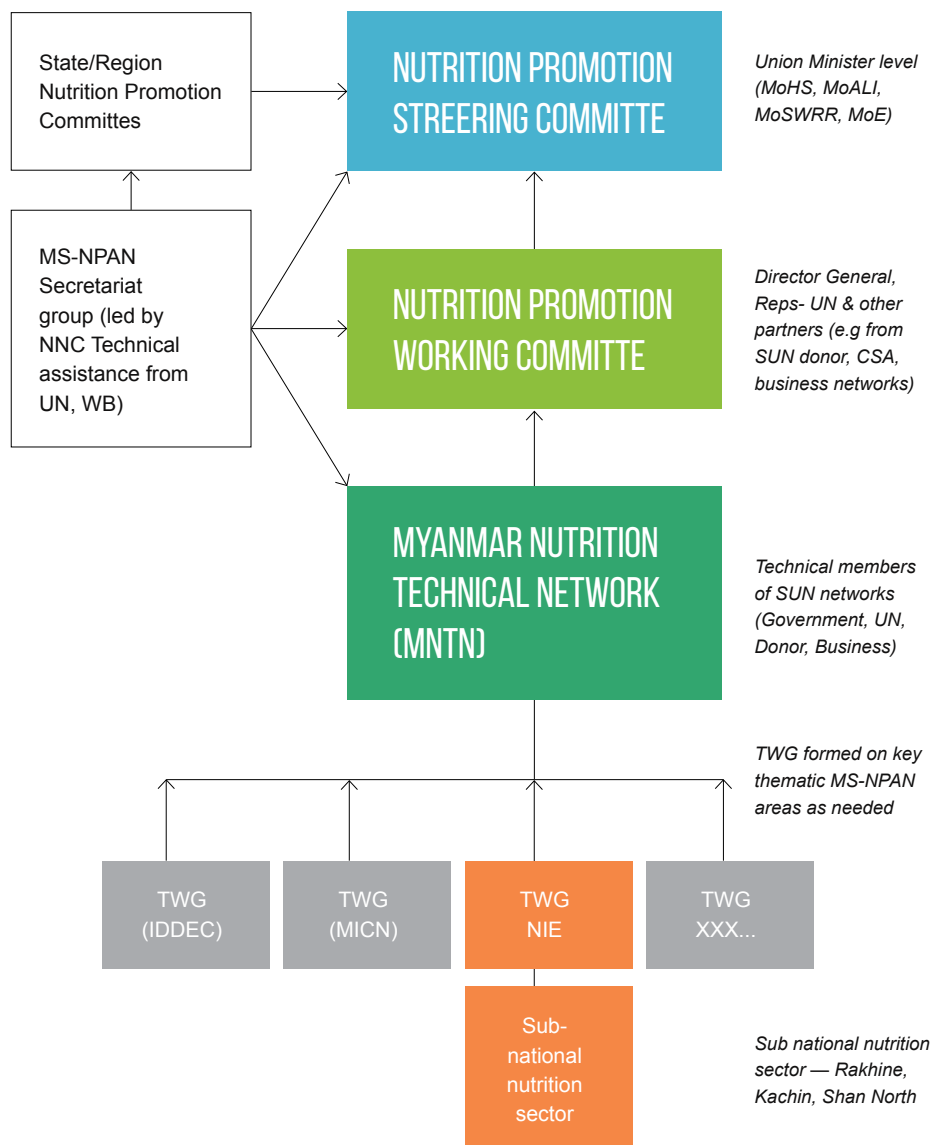 State/Region
Nutrition Promotion
Committes
NUTRITION PROMOTION
STREERING COMMITTE
Union Minister level
(MoHS, MoALI,
MoSWRR, MoE)
MS-NPAN
Secretariat
group (led by
NNC Technical
assistance from
UN, WB)
NUTRITION PROMOTION
WORKING COMMITTE
Director General,
Reps- UN & other
partners (e.g from
SUN donor, CSA,
business networks)
MYANMAR NUTRITION
TECHNICAL NETWORK
(MNTN)
Technical members
of SUN networks
(Government, UN,
Donor, Business)
TWG formed on key
thematic MS-NPAN
areas as needed
TWG
(IDDEC)
TWG
(MICN)
TWG
NIE
TWG
XXX...
Sub-
national
nutrition
sector
Sub national nutrition
sector — Rakhine,
Kachin, Shan North